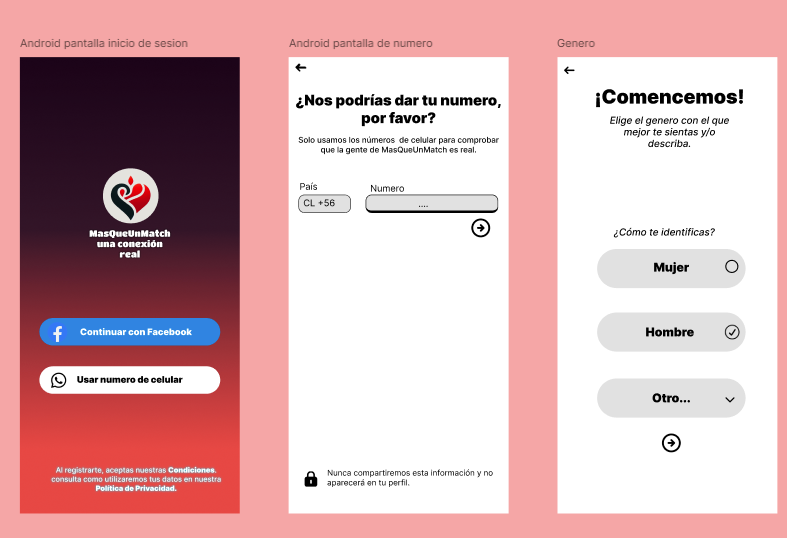 Android pantalla inicio de sesion
MasQueUnMatch
una conexión
real
Continuar con Facebook
Usar numero de celular
Al registrarte, aceptas nuestras Condiciones.
consulta como utilizaremos tus datos en nuestra
Política de Privacidad.
Android pantalla de numero
¿Nos podrías dar tu numero,
por favor?
Solo usamos los números de celular para comprobar
que la gente de MasQueUnMatch es real.
País
Numero
CL +56
....
Nunca compartiremos esta información y no
aparecerá en tu perfil.
Genero
¡Comencemos!
Elige el genero con el que
mejor te sientas y/o
describa.
¿Cómo te identificas?
Mujer
Hombre
Otro...